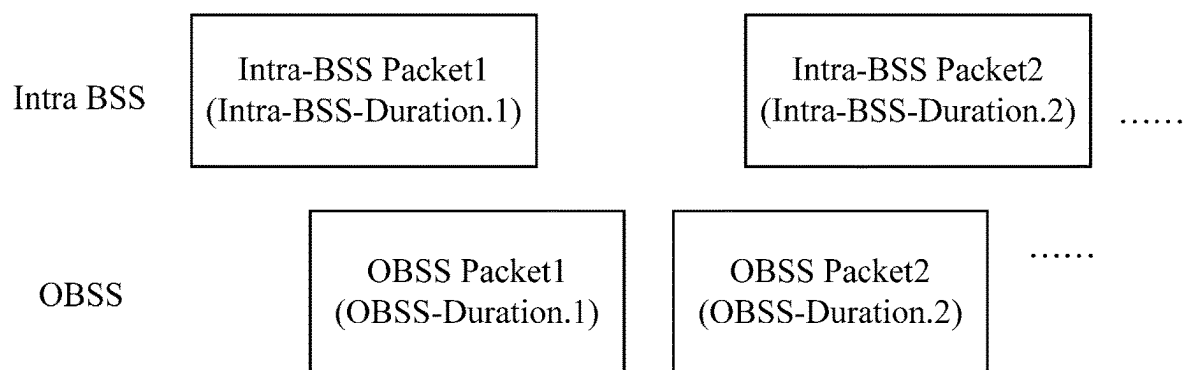 Intra BSS
Intra-BSS Packet1
(Intra-BSS-Duration.1)
Intra-BSS Packet2
(Intra-BSS-Duration.2)
……
OBSS
OBSS Packet1
(OBSS-Duration.1)
OBSS Packet2
(OBSS-Duration.2)
……